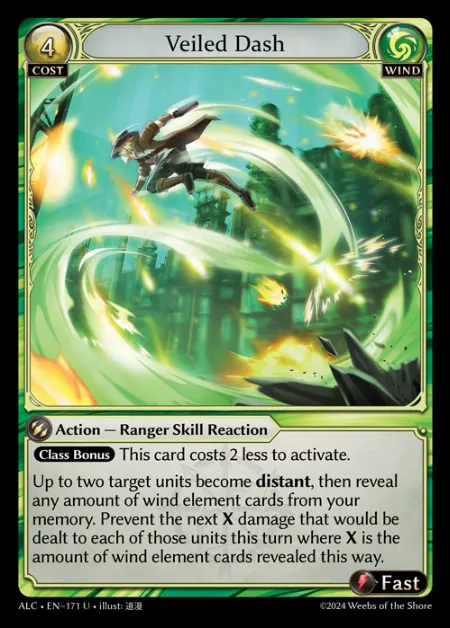 4
Veiled Dash
COST
WIND
Action — Ranger Skill Reaction
Class Bonus This card costs 2 less to activate.
Up to two target units become distant, then reveal
any amount of wind element cards from your
memory. Prevent the next X damage that would be
dealt to each of those units this turn where X is the
amount of wind element cards revealed this way.
Fast
ALC • EN–171 U • illust: 道漫
©2024 Weebs of the Shore